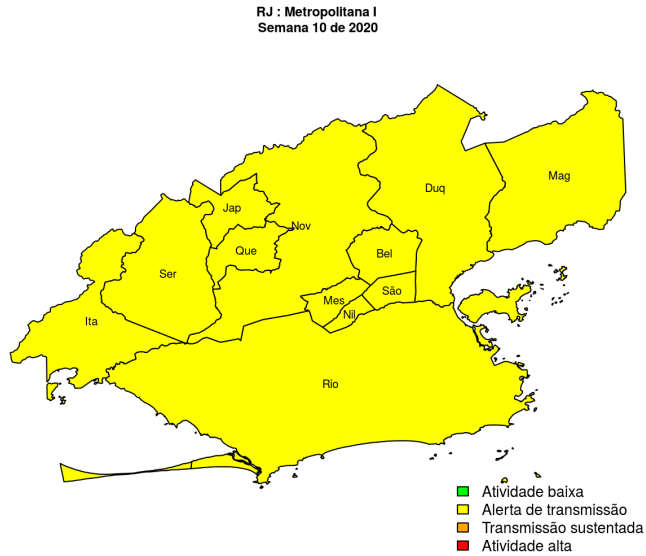 RJ : Metropolitana I
Semana 10 de 2020
Mag
Duq
Jap
Nov
Que
Bel
Ser
São
Mes
Nil
Ita
Rio
Atividade baixa
Alerta de transmissão
Transmissão sustentada
Atividade alta